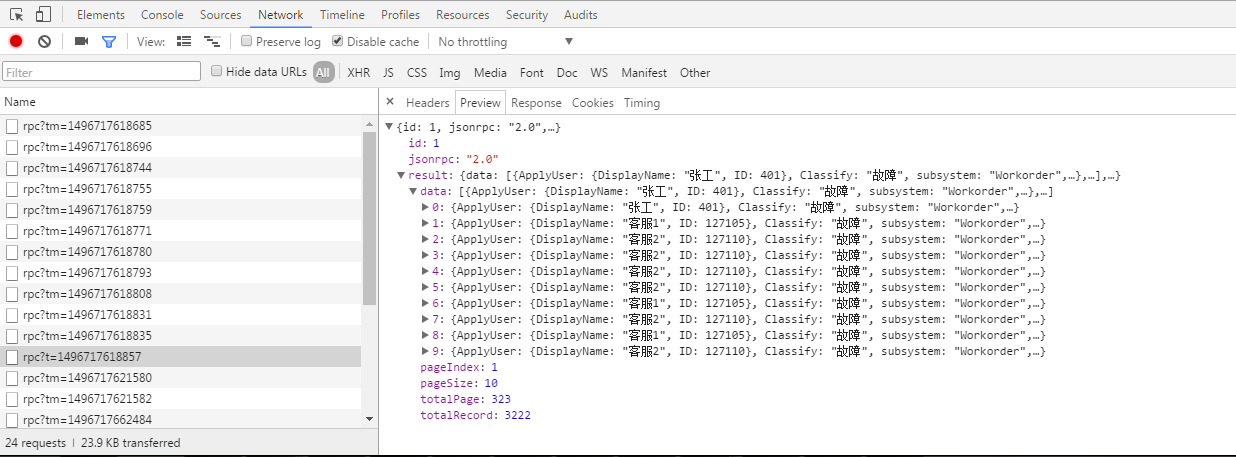 Elements Console Sources Network Timeline Profiles Resources Security Audits
View: Preserve log Disable cache No throttling
Filter Hide data URLs All XHR JS CSS Img Media Font Doc WS Manifest Other
Name
rpc?tm=1496717618685
rpc?tm=1496717618696
rpc?tm=1496717618744
rpc?tm=1496717618755
rpc?tm=1496717618759
rpc?tm=1496717618771
rpc?tm=1496717618780
rpc?tm=1496717618793
rpc?tm=1496717618808
rpc?tm=1496717618831
rpc?tm=1496717618835
rpc?t=1496717618857
rpc?tm=1496717621580
rpc?tm=1496717621582
rpc?tm=1496717662484
24 requests | 23.9 KB transferred
× Headers Preview Response Cookies Timing
{id: 1, jsonrpc: "2.0",…}
id: 1
jsonrpc: "2.0"
result: {data: [{ApplyUser: {DisplayName: "张工", ID: 401}, Classify: "故障", subsystem: "Workorder",…},…],…}
data: [{ApplyUser: {DisplayName: "张工", ID: 401}, Classify: "故障", subsystem: "Workorder",…},…]
0: {ApplyUser: {DisplayName: "张工", ID: 401}, Classify: "故障", subsystem: "Workorder",…}
1: {ApplyUser: {DisplayName: "客服1", ID: 127105}, Classify: "故障", subsystem: "Workorder",…}
2: {ApplyUser: {DisplayName: "客服2", ID: 127110}, Classify: "故障", subsystem: "Workorder",…}
3: {ApplyUser: {DisplayName: "客服2", ID: 127110}, Classify: "故障", subsystem: "Workorder",…}
4: {ApplyUser: {DisplayName: "客服2", ID: 127110}, Classify: "故障", subsystem: "Workorder",…}
5: {ApplyUser: {DisplayName: "客服2", ID: 127110}, Classify: "故障", subsystem: "Workorder",…}
6: {ApplyUser: {DisplayName: "客服1", ID: 127105}, Classify: "故障", subsystem: "Workorder",…}
7: {ApplyUser: {DisplayName: "客服2", ID: 127110}, Classify: "故障", subsystem: "Workorder",…}
8: {ApplyUser: {DisplayName: "客服1", ID: 127105}, Classify: "故障", subsystem: "Workorder",…}
9: {ApplyUser: {DisplayName: "客服2", ID: 127110}, Classify: "故障", subsystem: "Workorder",…}
pageIndex: 1
pageSize: 10
totalPage: 323
totalRecord: 3222